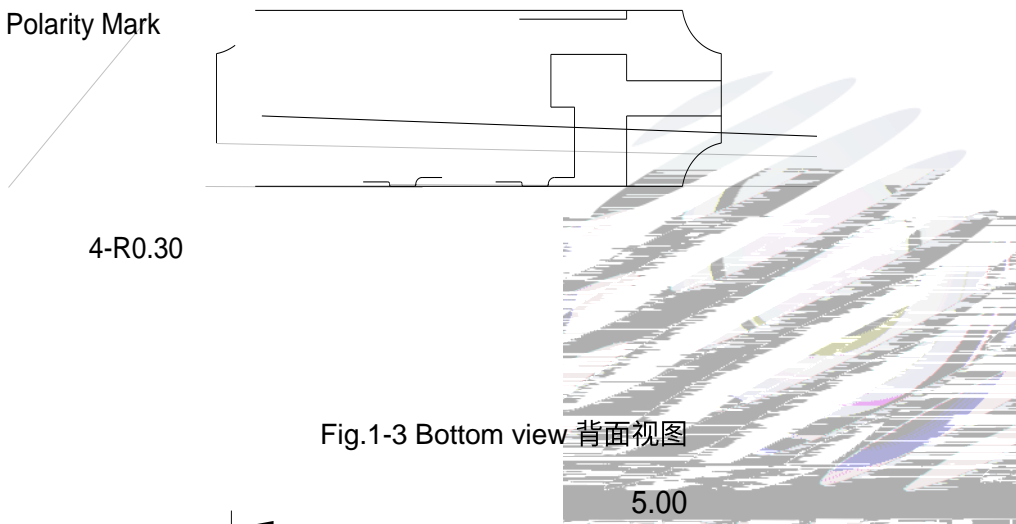 Polarity Mark
4-R0.30
Fig.1-3 Bottom view 背面视图
5.00